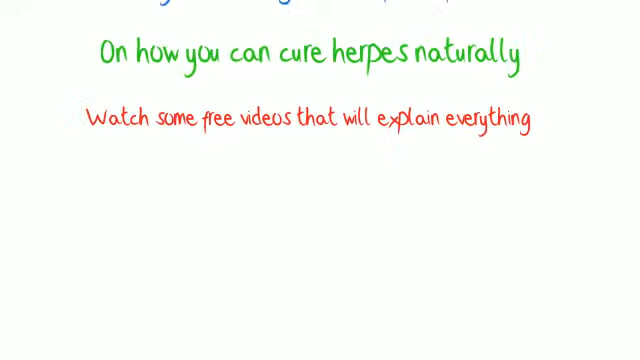 On how you can cure herpes naturally
Watch some free videos that will explain everything